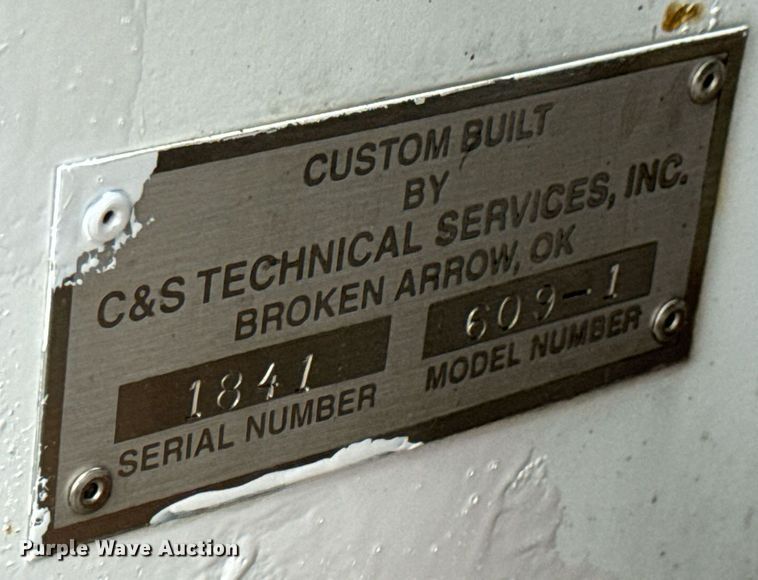 CUSTOM BUILT
BY
C&S TECHNICAL SERVICES, INC.
BROKEN ARROW, OK
1841
SERIAL NUMBER
609-1
MODEL NUMBER
Purple Wave Auction